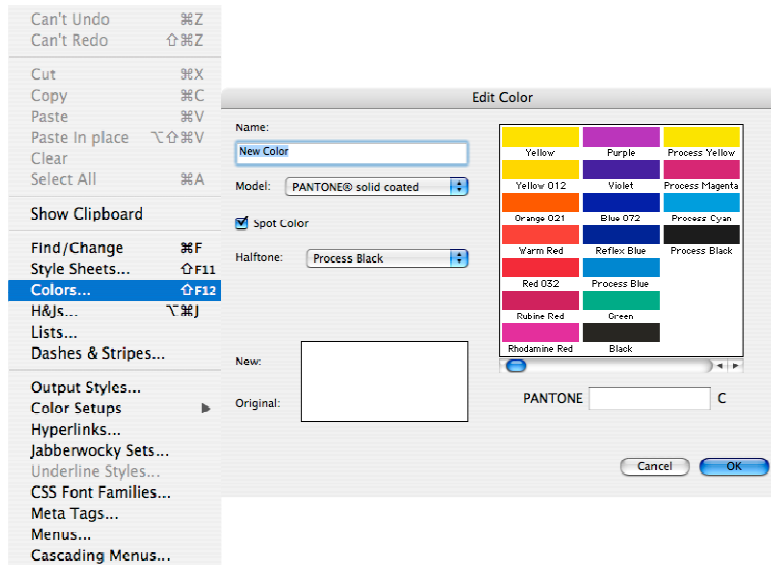 Can't Undo ⌘Z
Can't Redo ⇧⌘Z
Cut ⌘X
Copy ⌘C
Paste ⌘V
Paste In place ⌥⇧⌘V
Clear
Select All ⌘A
Show Clipboard
Find/Change ⌘F
Style Sheets... ⇧F11
Colors... ⇧F12
H&Js... ⌥⌘J
Lists...
Dashes & Stripes...
Output Styles...
Color Setups ▶
Hyperlinks...
Jabberwocky Sets...
Underline Styles...
CSS Font Families...
Meta Tags...
Menus...
Cascading Menus...
Edit Color
Name:
New Color
Model: PANTONE® solid coated
Spot Color
Halftone: Process Black
New:
Original:
Yellow Purple Process Yellow
Yellow 012 Violet Process Magenta
Orange 021 Blue 072 Process Cyan
Warm Red Reflex Blue Process Black
Red 032 Process Blue
Rubine Red Green
Rhodamine Red Black
PANTONE C
Cancel OK